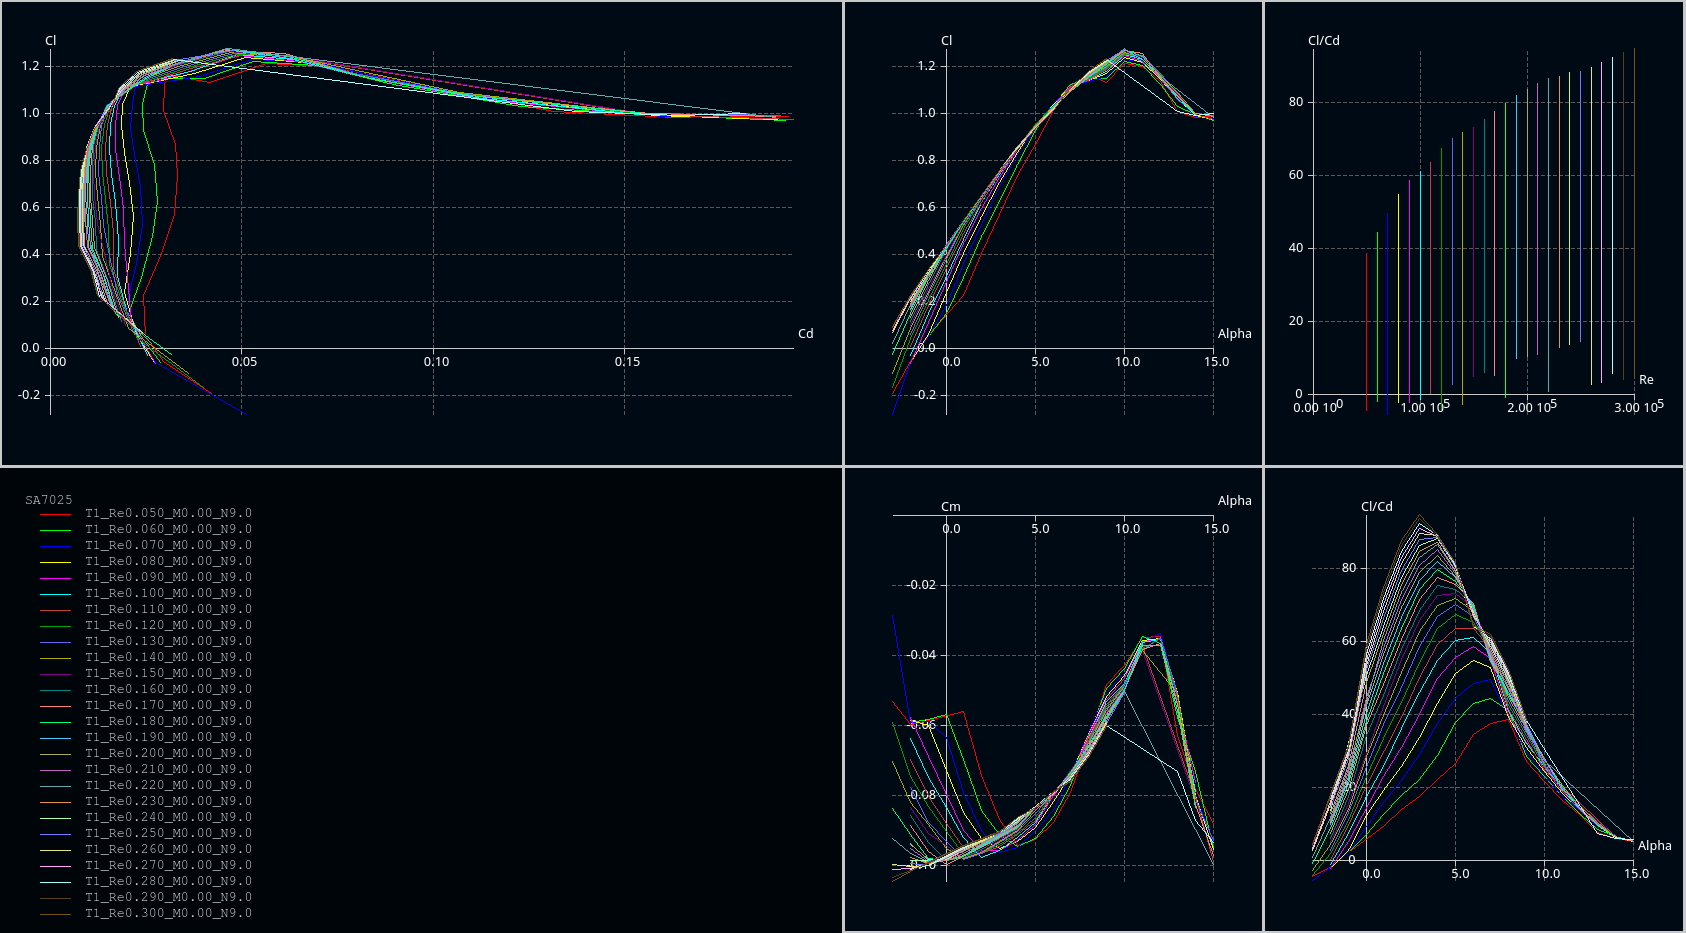 Cl
1.2
1.0
0.8
0.6
0.4
0.2
0.0
-0.2
0.00
0.05
0.10
0.15
Cd
Cl
1.2
1.0
0.8
0.6
0.4
0.2
0.0
-0.2
0.0
5.0
10.0
15.0
Alpha
Cl/Cd
80
60
40
20
0
0.00 10^0
1.00 10^5
2.00 10^5
3.00 10^5
Re
SA7025
T1_Re0.050_M0.00_N9.0
T1_Re0.060_M0.00_N9.0
T1_Re0.070_M0.00_N9.0
T1_Re0.080_M0.00_N9.0
T1_Re0.090_M0.00_N9.0
T1_Re0.100_M0.00_N9.0
T1_Re0.110_M0.00_N9.0
T1_Re0.120_M0.00_N9.0
T1_Re0.130_M0.00_N9.0
T1_Re0.140_M0.00_N9.0
T1_Re0.150_M0.00_N9.0
T1_Re0.160_M0.00_N9.0
T1_Re0.170_M0.00_N9.0
T1_Re0.180_M0.00_N9.0
T1_Re0.190_M0.00_N9.0
T1_Re0.200_M0.00_N9.0
T1_Re0.210_M0.00_N9.0
T1_Re0.220_M0.00_N9.0
T1_Re0.230_M0.00_N9.0
T1_Re0.240_M0.00_N9.0
T1_Re0.250_M0.00_N9.0
T1_Re0.260_M0.00_N9.0
T1_Re0.270_M0.00_N9.0
T1_Re0.280_M0.00_N9.0
T1_Re0.290_M0.00_N9.0
T1_Re0.300_M0.00_N9.0
Cm
Alpha
0.0
5.0
10.0
15.0
-0.02
-0.04
-0.06
-0.08
Cl/Cd
80
60
40
20
0
0.0
5.0
10.0
15.0
Alpha